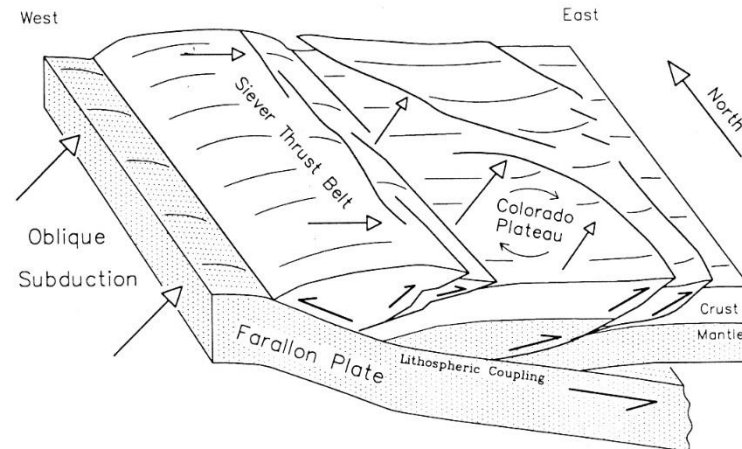 West
East
North
Siever Thrust Belt
Oblique
Subduction
Colorado
Plateau
Crust
Mantle
Farallon Plate
Lithospheric Coupling